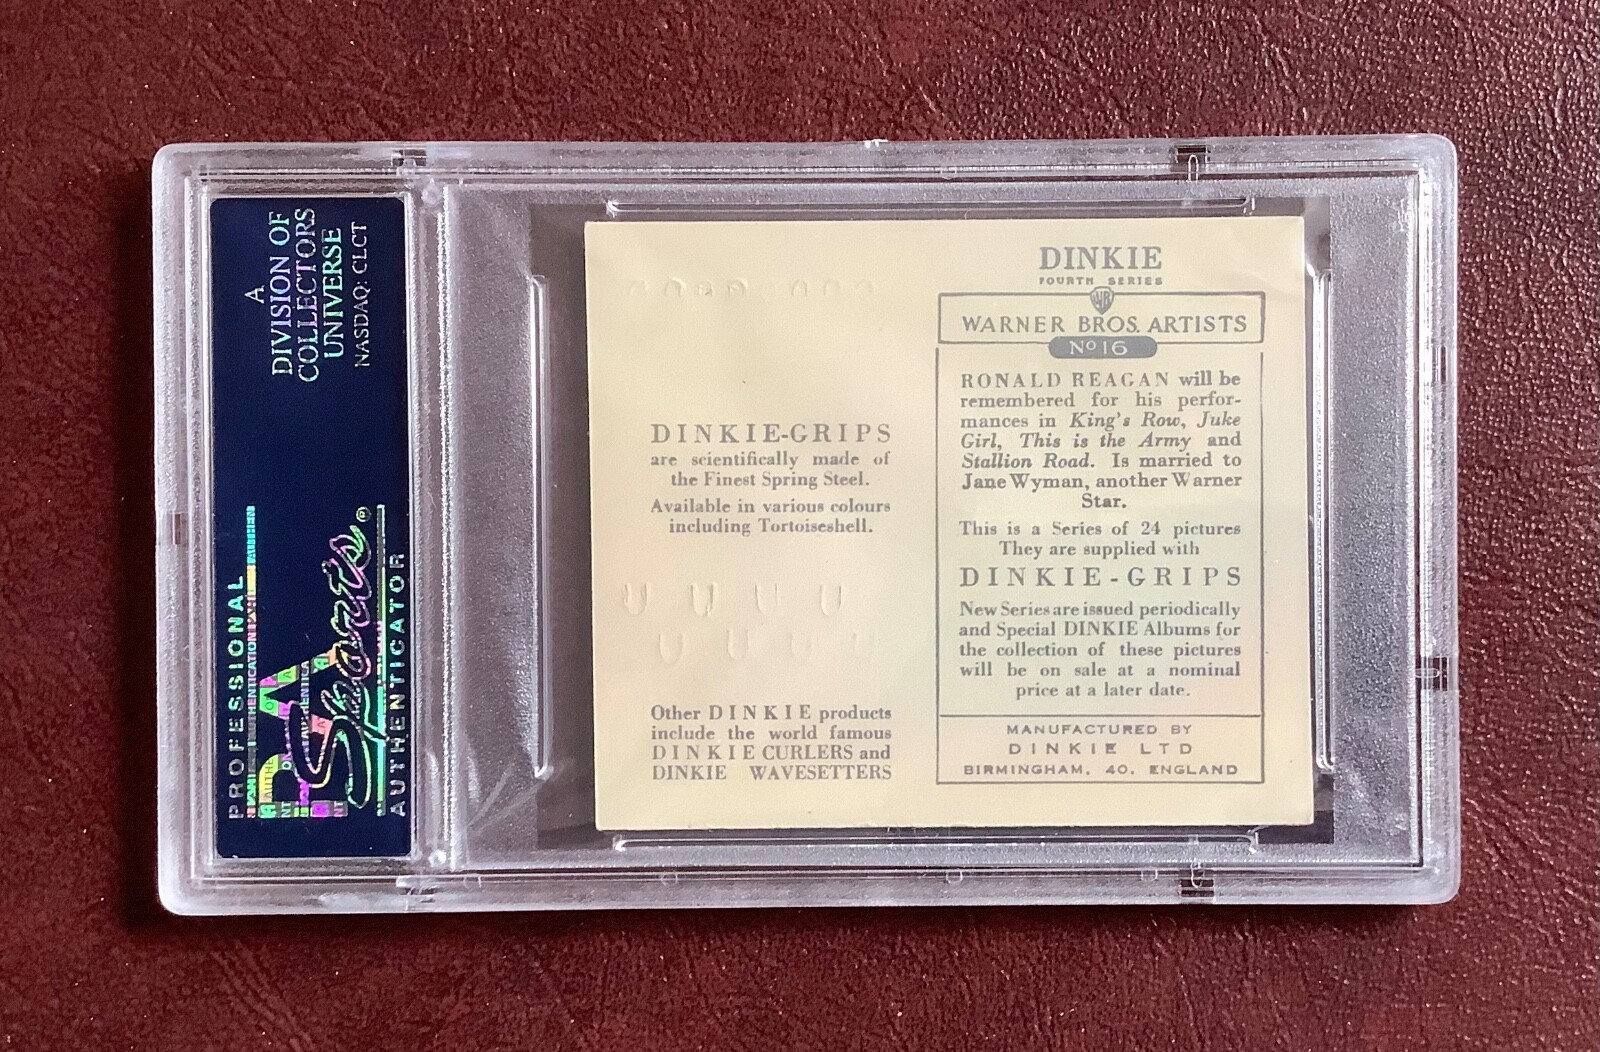 A
DIVISION OF
COLLECTORS
UNIVERSE
NASDAQ: CLCT
PROFESSIONAL
PSA
Sports®
AUTHENTICATOR
DINKIE-GRIPS
are scientifically made of
the Finest Spring Steel.
Available in various colours
including Tortoiseshell.
Other DINKIE products
include the world famous
DINKIE CURLERS and
DINKIE WAVESETTERS
DINKIE
FOURTH SERIES
WB
WARNER BROS. ARTISTS
No 16
RONALD REAGAN will be
remembered for his perfor-
mances in King's Row, Juke
Girl, This is the Army and
Stallion Road. Is married to
Jane Wyman, another Warner
Star.
This is a Series of 24 pictures
They are supplied with
DINKIE-GRIPS
New Series are issued periodically
and Special DINKIE Albums for
the collection of these pictures
will be on sale at a nominal
price at a later date.
MANUFACTURED BY
DINKIE LTD
BIRMINGHAM, 40, ENGLAND